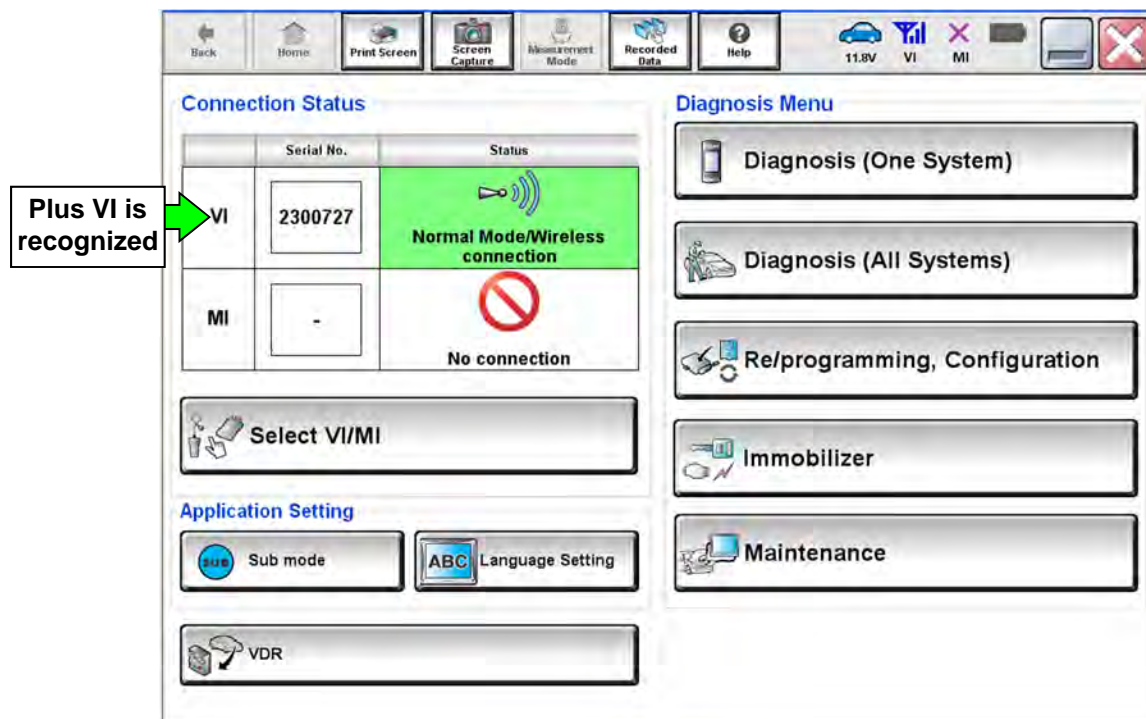 Back
Home
Print Screen
Screen
Capture
Measurement
Mode
Recorded
Data
?
Help
11.8V
VI
MI
Connection Status
Serial No.
Status
Plus VI is
recognized
VI
2300727
Normal Mode/Wireless
connection
MI
-
No connection
Select VI/MI
Application Setting
SUB
Sub mode
ABC
Language Setting
VDR
Diagnosis Menu
Diagnosis (One System)
Diagnosis (All Systems)
Re/programming, Configuration
Immobilizer
Maintenance